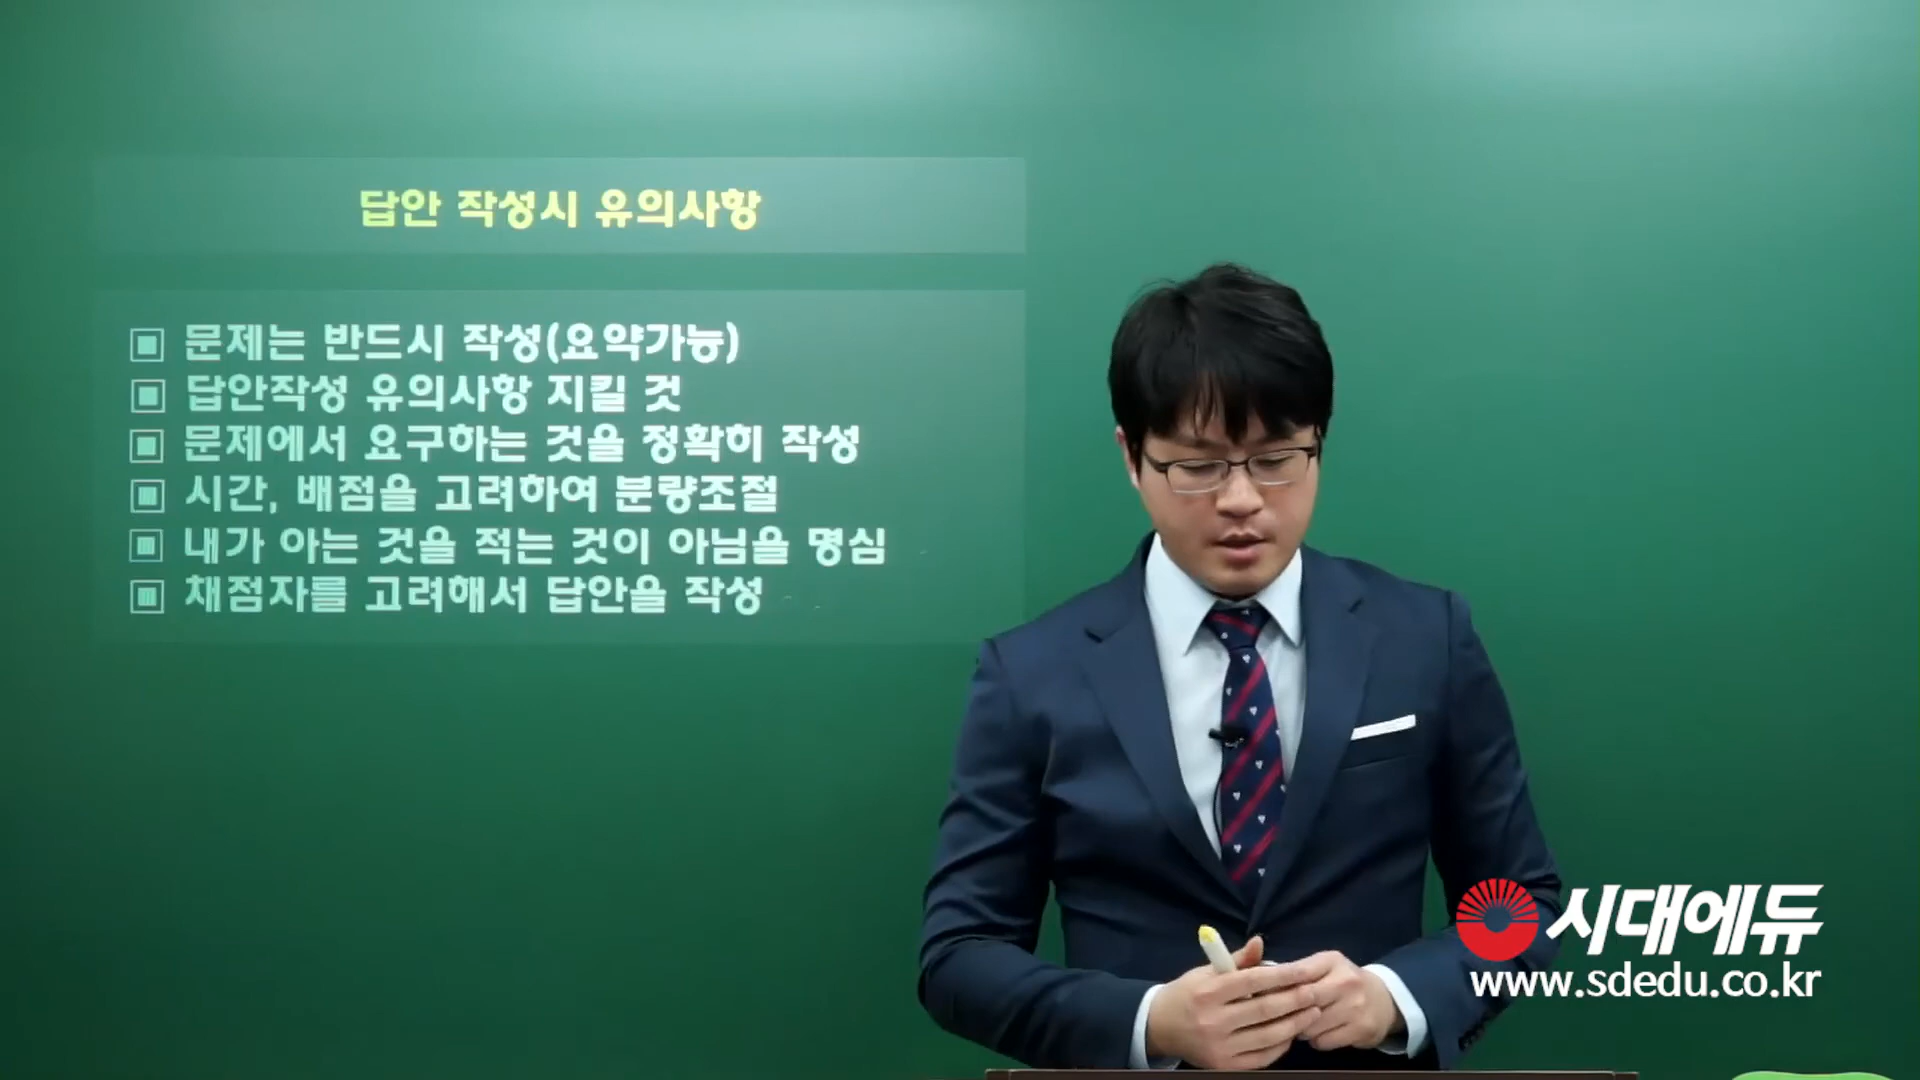 답안 작성시 유의사항
▣ 문제는 반드시 작성(요약가능)
▣ 답안작성 유의사항 지킬 것
▣ 문제에서 요구하는 것을 정확히 작성
▣ 시간, 배점을 고려하여 분량조절
▣ 내가 아는 것을 적는 것이 아님을 명심
▣ 채점자를 고려해서 답안을 작성
시대에듀
www.sdedu.co.kr